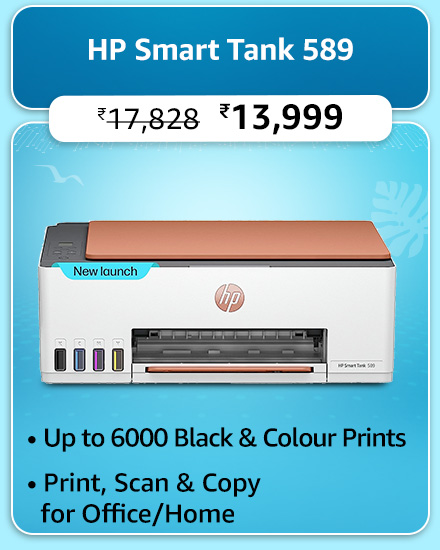 HP Smart Tank 589
₹17,828 ₹13,999
New launch
hp
HP Smart Tank 589
• Up to 6000 Black & Colour Prints
• Print, Scan & Copy
for Office/Home